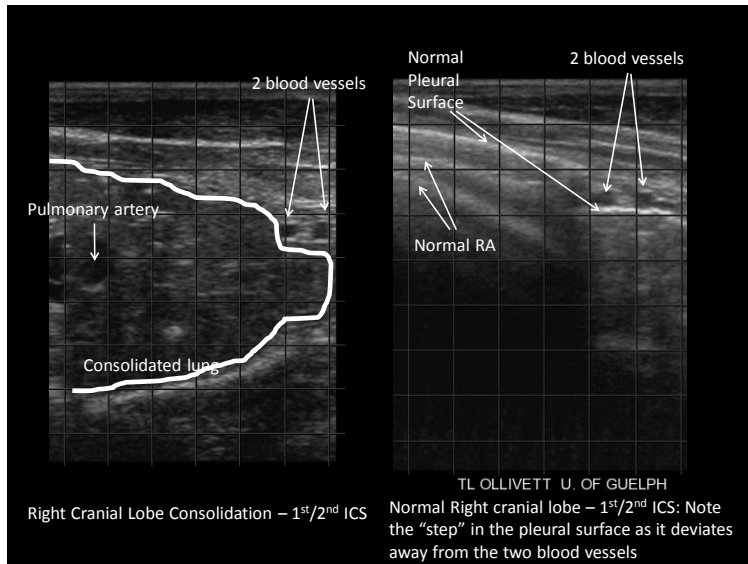 2 blood vessels
Pulmonary artery
Consolidated lung
Right Cranial Lobe Consolidation – 1st/2nd ICS
Normal
Pleural
Surface
2 blood vessels
Normal RA
TL OLLIVETT U. OF GUELPH
Normal Right cranial lobe – 1st/2nd ICS: Note
the “step” in the pleural surface as it deviates
away from the two blood vessels